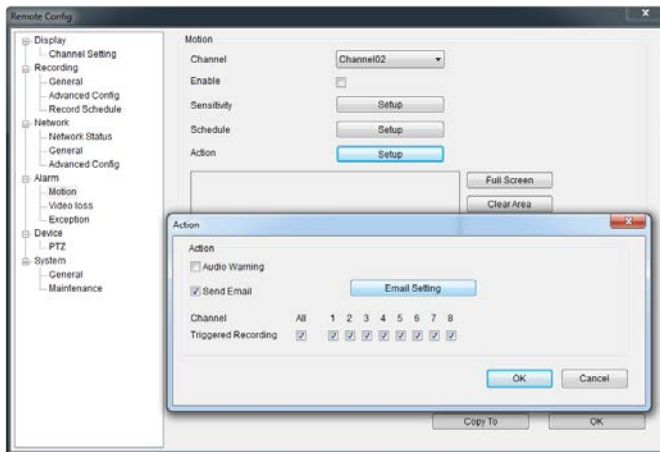 Remote Config
x
Display
Channel Setting
Recording
General
Advanced Config
Record Schedule
Network
Network Status
General
Advanced Config
Alarm
Motion
Video loss
Exception
Device
PTZ
System
General
Maintenance
Motion
Channel Channel02
Enable
Sensitivity Setup
Schedule Setup
Action Setup
Full Screen
Clear Area
Action
x
Action
Audio Warning
Send Email Email Setting
Channel All 1 2 3 4 5 6 7 8
Triggered Recording
OK Cancel
Copy To OK